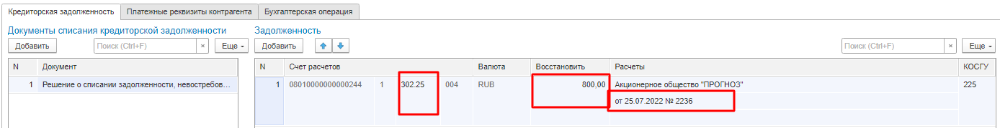 Кредиторская задолженность Платежные реквизиты контрагента Бухгалтерская операция
Документы списания кредиторской задолженности Задолженность
Добавить Поиск (Ctrl+F) × Еще Добавить Поиск (Ctrl+F) × Еще
N Документ N Счет расчетов Валюта Восстановить Расчеты КОСГУ
1 Решение о списании задолженности, невостребов... 1 08010000000000244 1 302.25 004 RUB 800,00 Акционерное общество "ПРОГНОЗ" 225
от 25.07.2022 № 2236